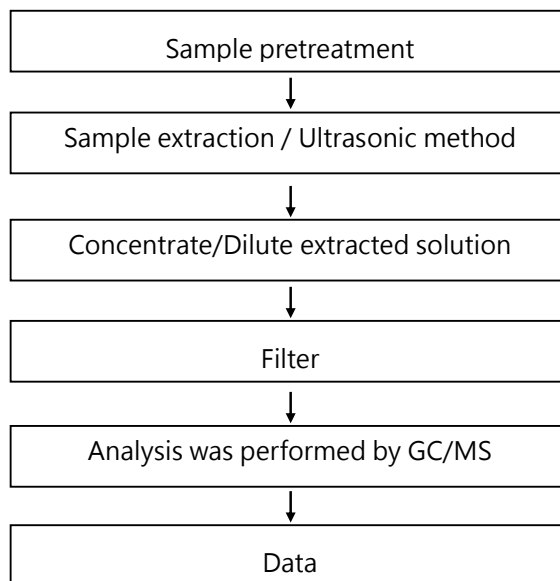 Sample pretreatment
Sample extraction / Ultrasonic method
Concentrate/Dilute extracted solution
Filter
Analysis was performed by GC/MS
Data